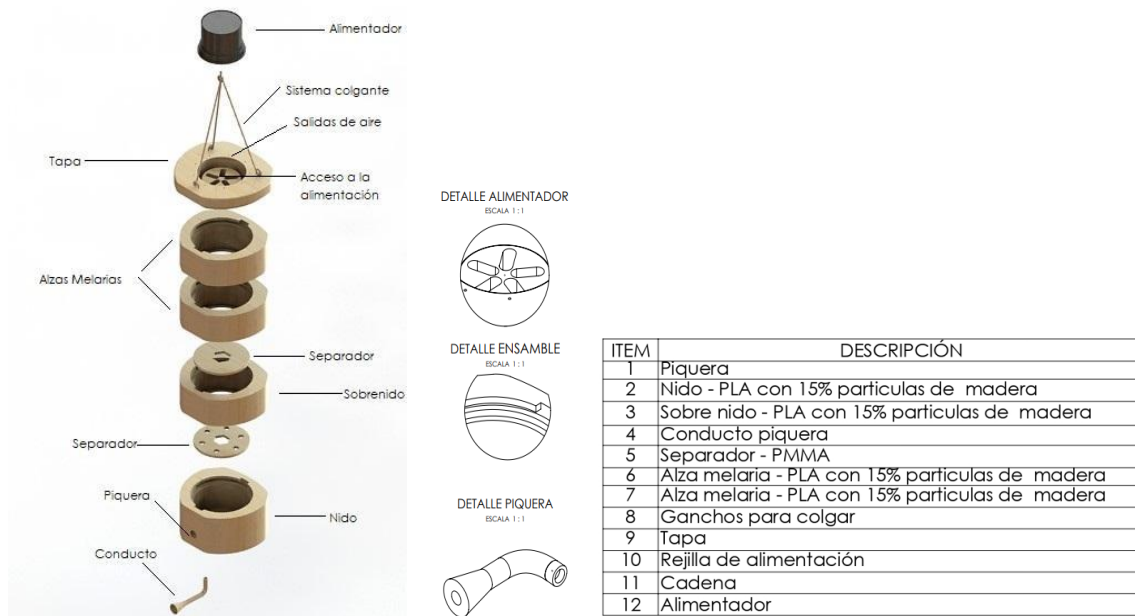 Alimentador
Sistema colgante
Salidas de aire
Tapa
Acceso a la
alimentación
Alzas Melarias
Separador
Sobrenido
Separador
Piquera
Nido
Conducto
DETALLE ALIMENTADOR
ESCALA 1 : 1
DETALLE ENSAMBLE
ESCALA 1 : 1
DETALLE PIQUERA
ESCALA 1 : 1
ITEM DESCRIPCIÓN
1 Piquera
2 Nido - PLA con 15% particulas de madera
3 Sobre nido - PLA con 15% particulas de madera
4 Conducto piquera
5 Separador - PMMA
6 Alza melaria - PLA con 15% particulas de madera
7 Alza melaria - PLA con 15% particulas de madera
8 Ganchos para colgar
9 Tapa
10 Rejilla de alimentación
11 Cadena
12 Alimentador